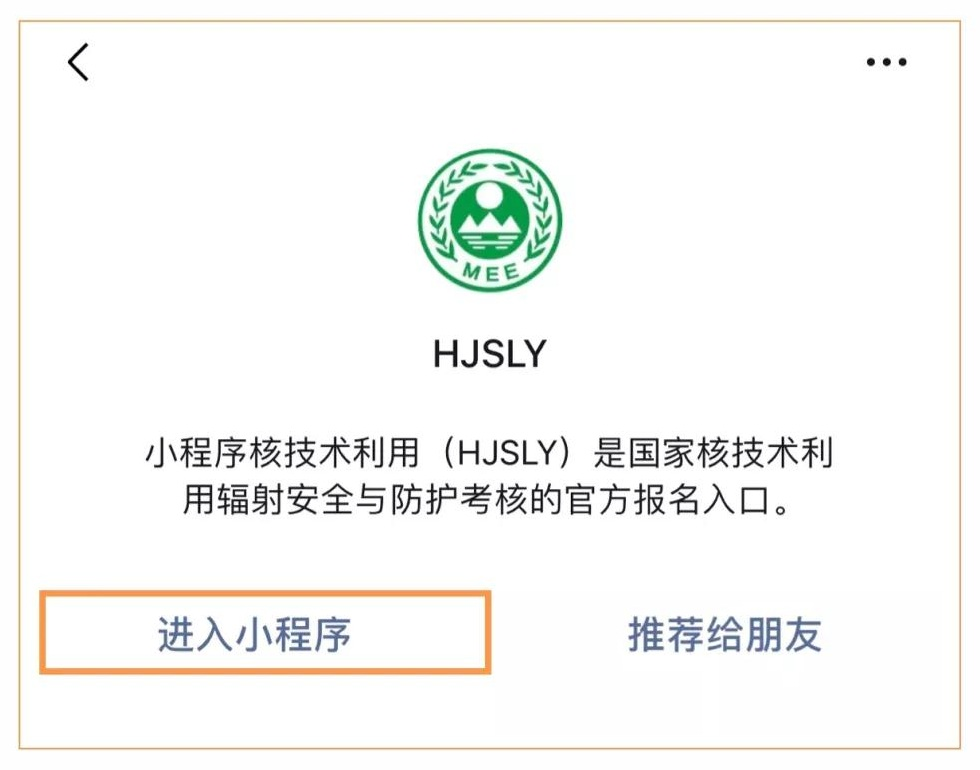 MEE
HJSLY
小程序核技术利用（HJSLY）是国家核技术利
用辐射安全与防护考核的官方报名入口。
进入小程序 推荐给朋友